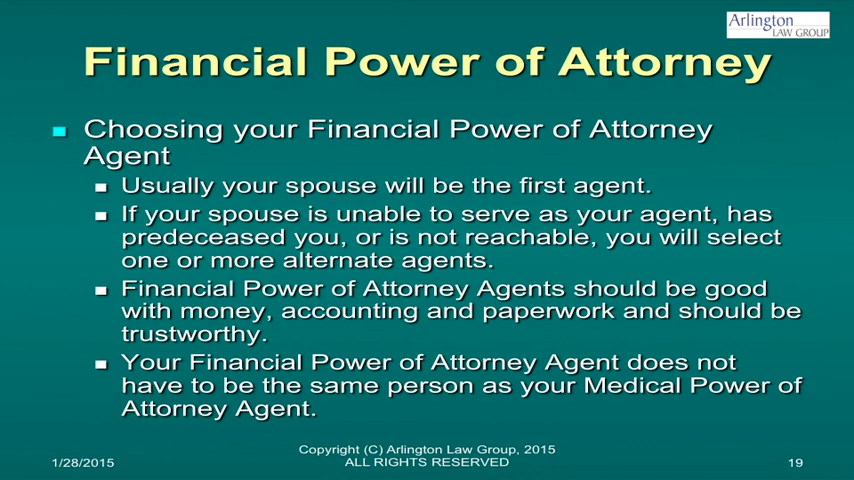 Arlington
LAW GROUP
Financial Power of Attorney
Choosing your Financial Power of Attorney
Agent
Usually your spouse will be the first agent.
If your spouse is unable to serve as your agent, has
predeceased you, or is not reachable, you will select
one or more alternate agents.
Financial Power of Attorney Agents should be good
with money, accounting and paperwork and should be
trustworthy.
Your Financial Power of Attorney Agent does not
have to be the same person as your Medical Power of
Attorney Agent.
Copyright (C) Arlington Law Group, 2015
1/28/2015 ALL RIGHTS RESERVED 19